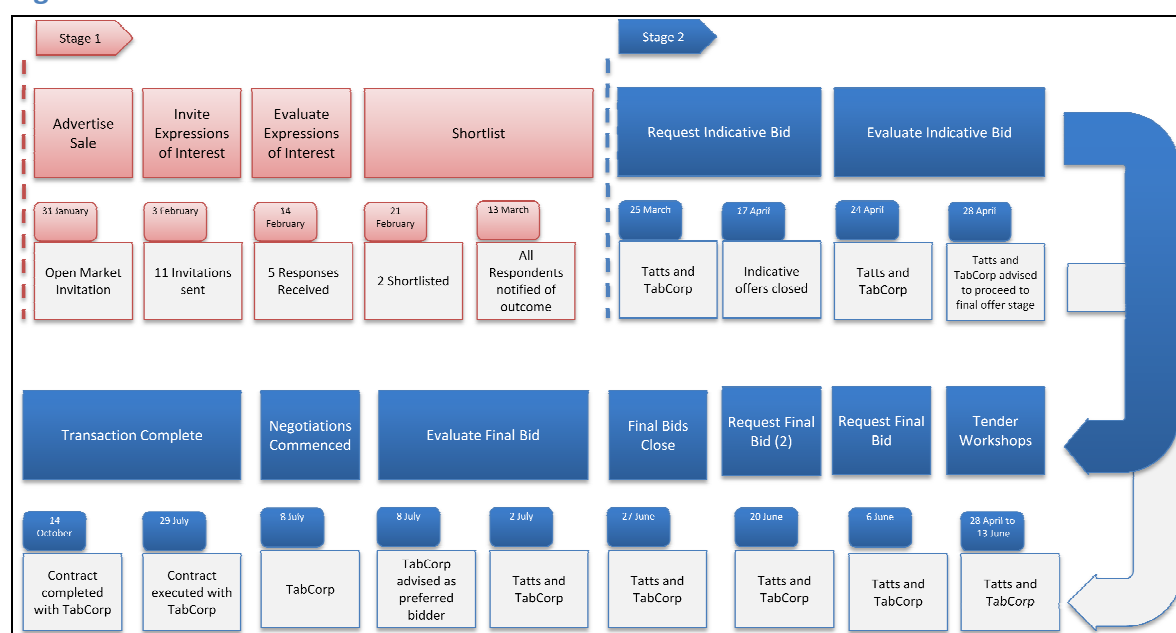 Stage 1
Stage 2
Advertise
Sale
Invite
Expressions
of Interest
Evaluate
Expressions
of Interest
Shortlist
Request Indicative Bid
Evaluate Indicative Bid
31 January
3 February
14
February
21
February
13 March
25 March
17 April
24 April
28 April
Open Market
Invitation
11 Invitations
sent
5 Responses
Received
2 Shortlisted
All
Respondents
notified of
outcome
Tatts and
TabCorp
Indicative
offers closed
Tatts and
TabCorp
Tatts and
TabCorp advised
to proceed to
final offer stage
Transaction Complete
Negotiations
Commenced
Evaluate Final Bid
Final Bids
Close
Request Final
Bid (2)
Request Final
Bid
Tender
Workshops
14
October
29 July
8 July
8 July
2 July
27 June
20 June
6 June
28 April to
13 June
Contract
completed
with TabCorp
Contract
executed with
TabCorp
TabCorp
TabCorp
advised as
preferred
bidder
Tatts and
TabCorp
Tatts and
TabCorp
Tatts and
TabCorp
Tatts and
TabCorp
Tatts and
TabCorp